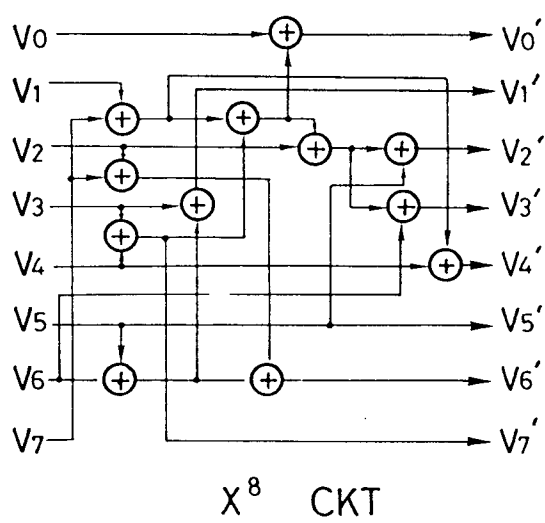 V0 V0′
V1 V1′
V2 V2′
V3 V3′
V4 V4′
V5 V5′
V6 V6′
V7 V7′
X⁸ CKT